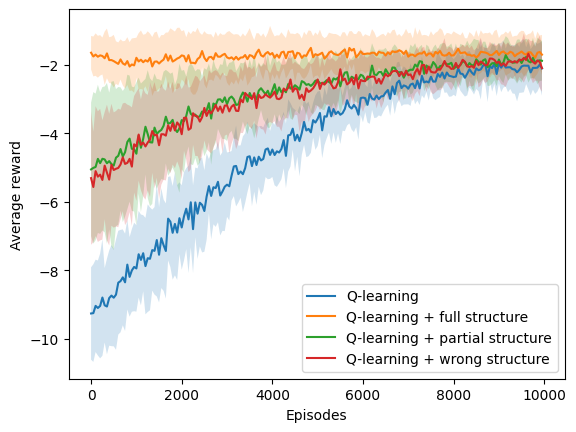 −2
−4
−6
−8
−10
Average reward
0
2000
4000
6000
8000
10000
Episodes
Q-learning
Q-learning + full structure
Q-learning + partial structure
Q-learning + wrong structure